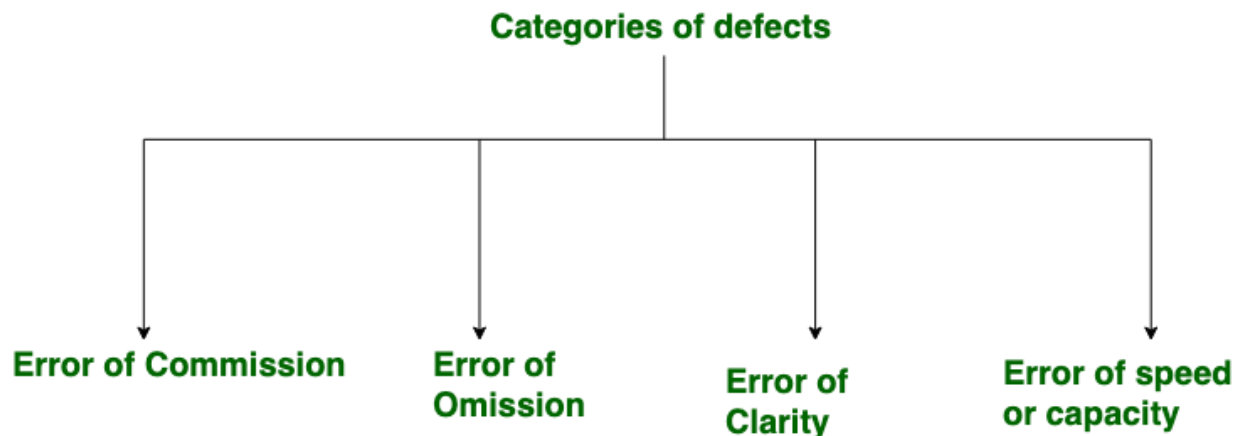 Categories of defects
Error of Commission
Error of
Omission
Error of
Clarity
Error of speed
or capacity